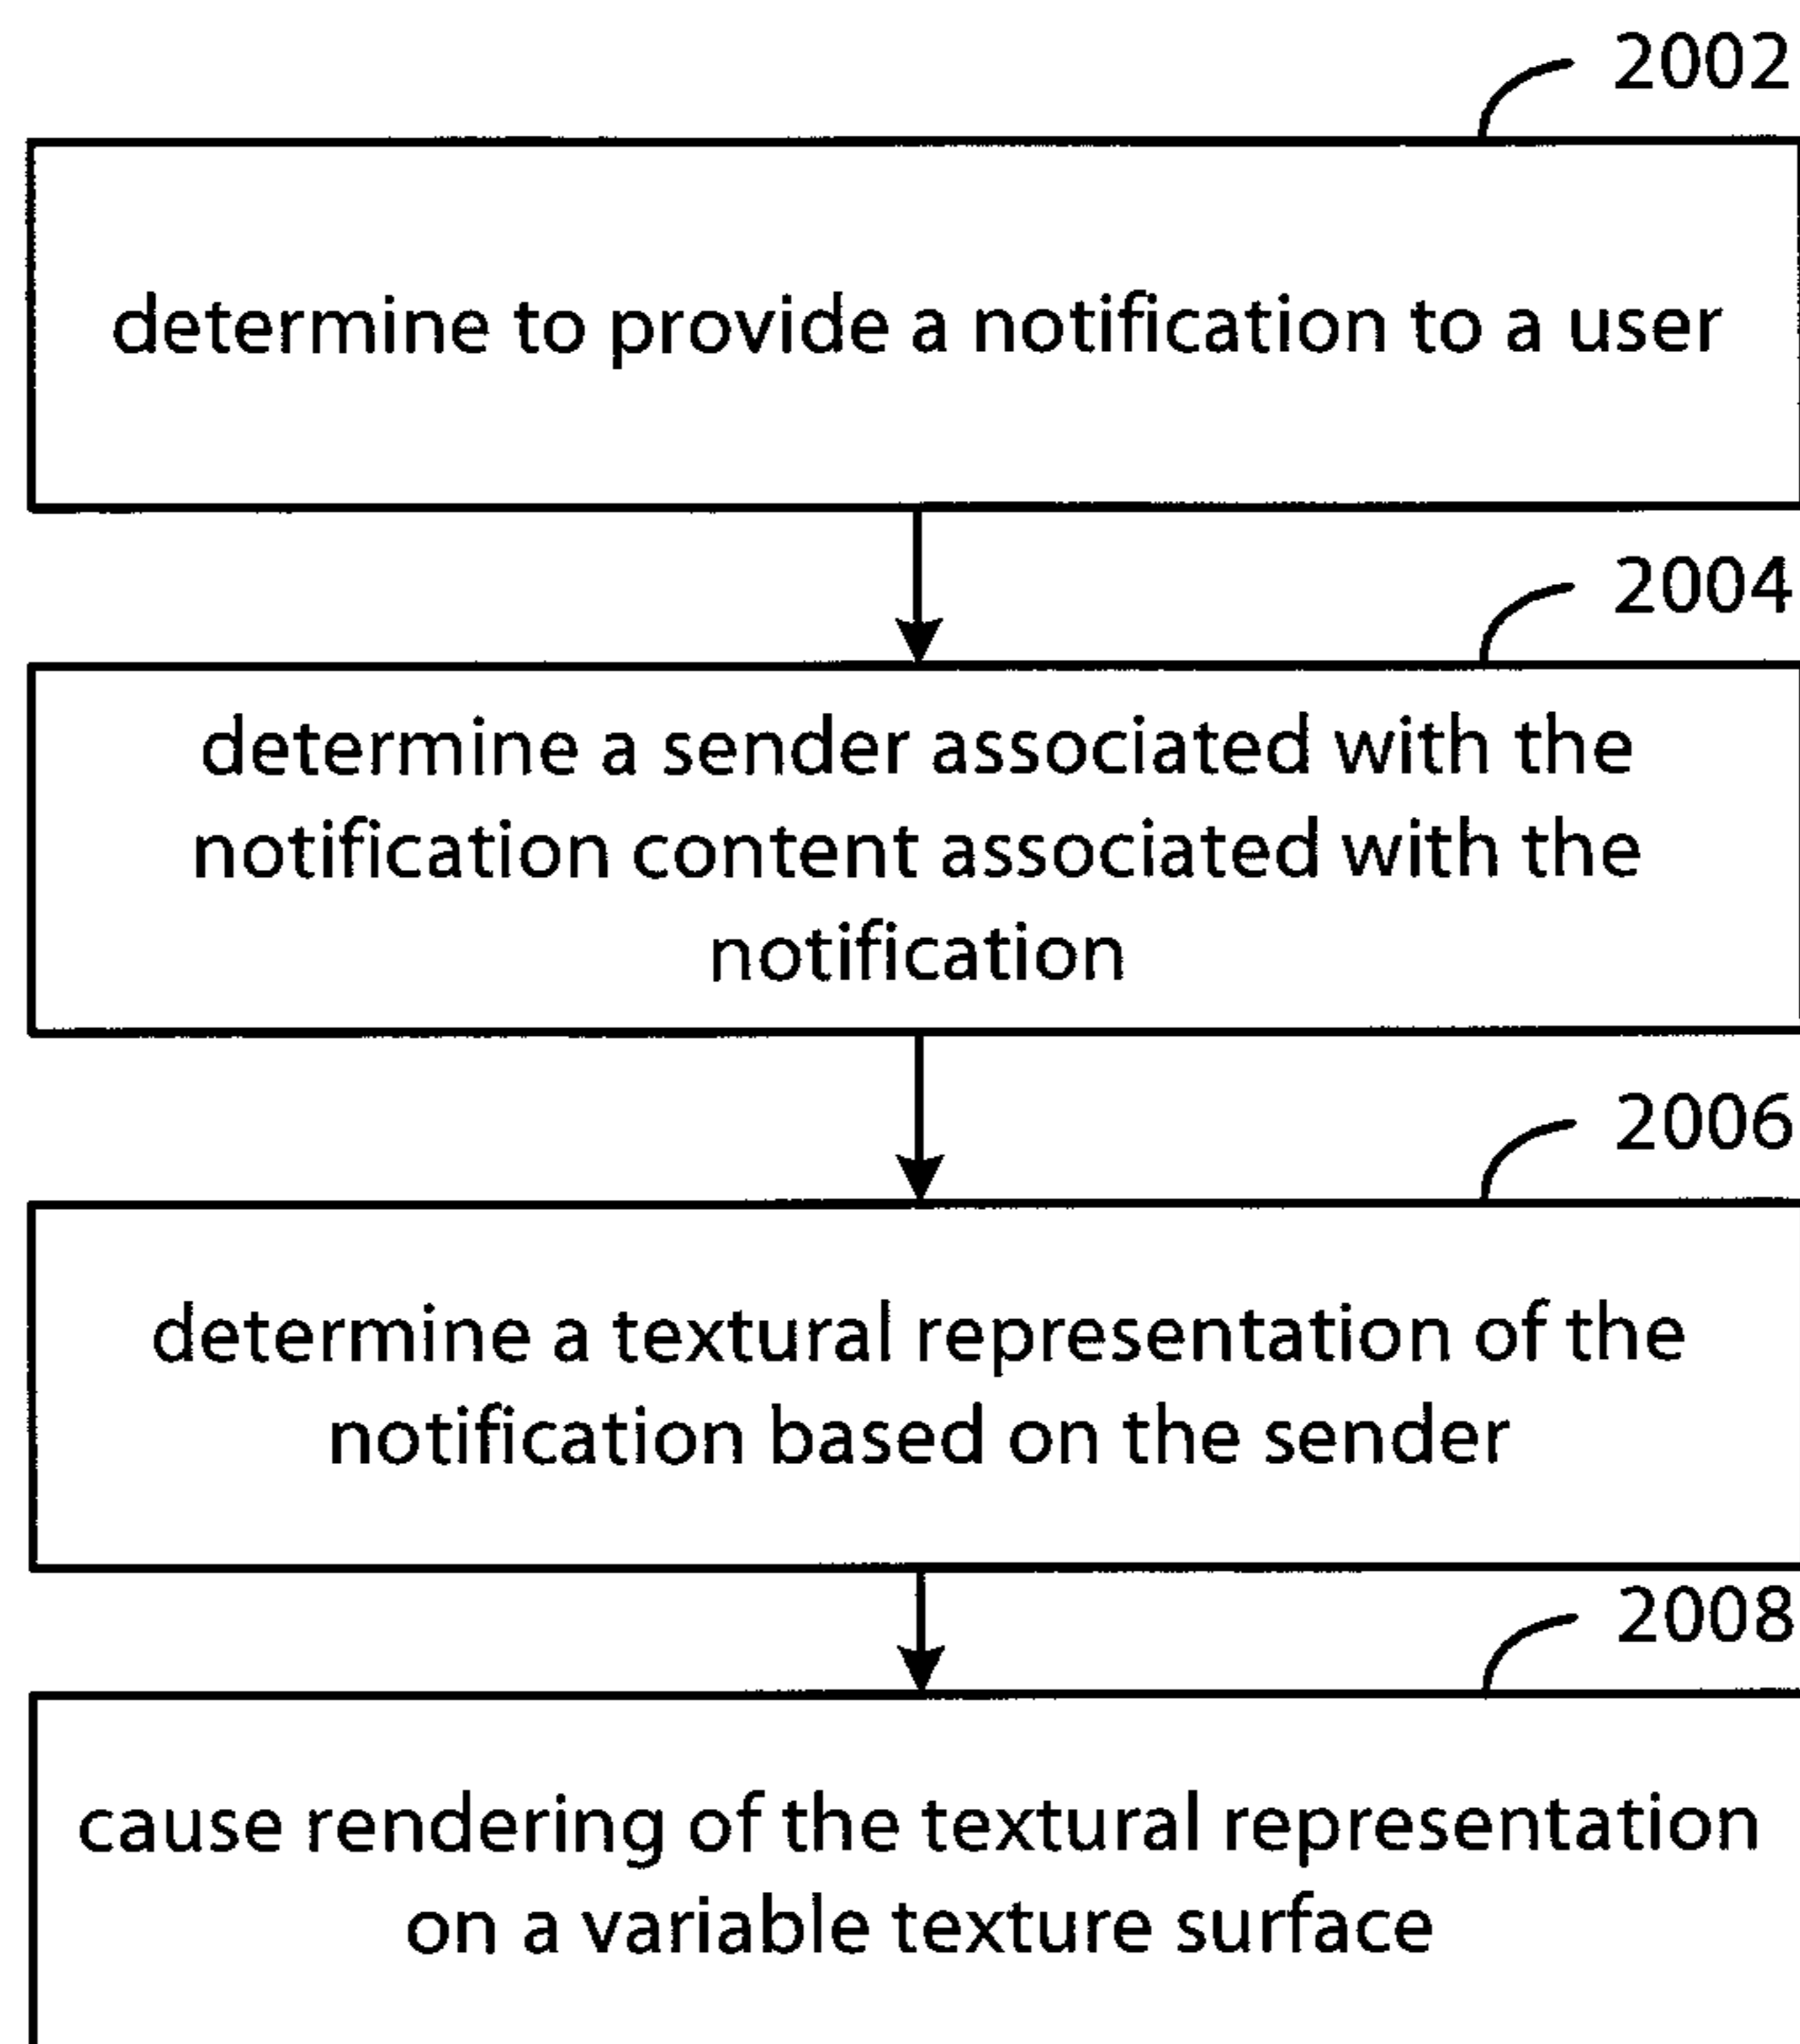 2002
determine to provide a notification to a user
2004
determine a sender associated with the
notification content associated with the
notification
2006
determine a textural representation of the
notification based on the sender
2008
cause rendering of the textural representation
on a variable texture surface